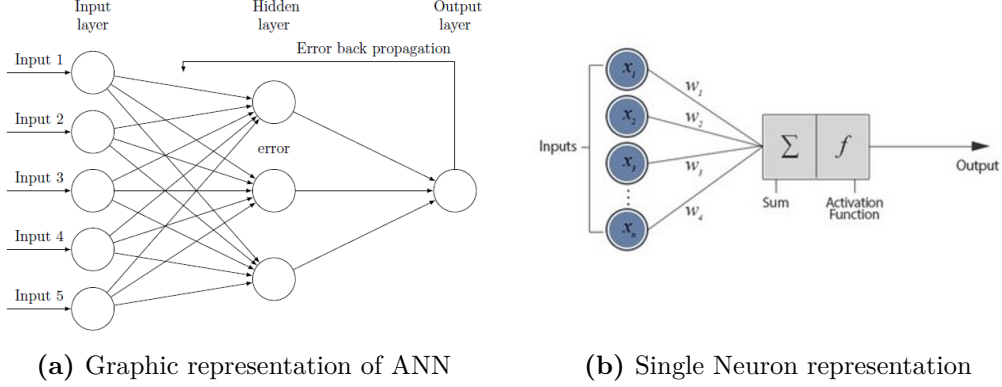 Input
layer
Hidden
layer
Output
layer
Error back propagation
Input 1
Input 2
error
Input 3
Input 4
Input 5
(a) Graphic representation of ANN
x₁
w₁
x₂
w₂
Inputs
Σ
f
x₃
w₃
Output
Sum
Activation
Function
w₄
xₙ
(b) Single Neuron representation